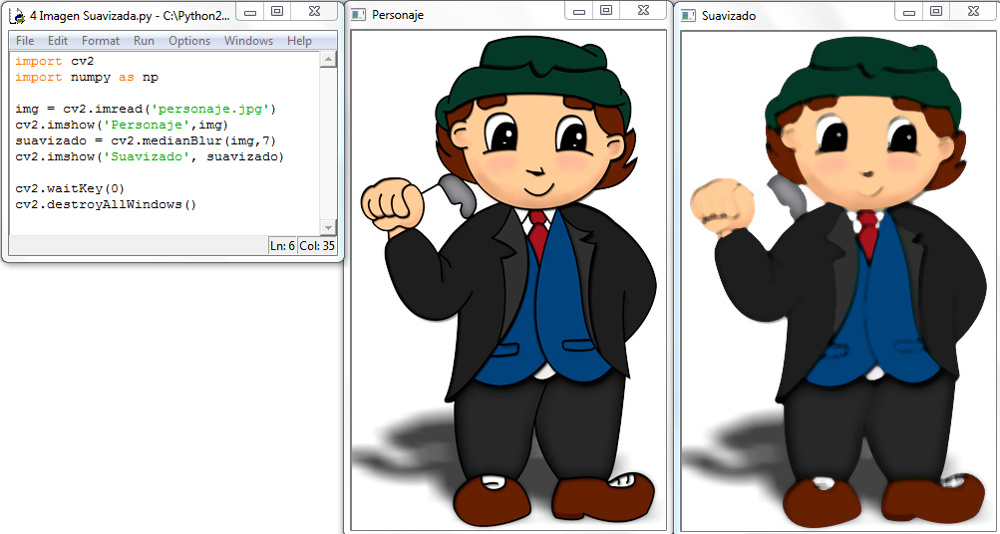 4 Imagen Suavizada.py - C:\Python2...
File Edit Format Run Options Windows Help
import cv2
import numpy as np
img = cv2.imread('personaje.jpg')
cv2.imshow('Personaje',img)
suavizado = cv2.medianBlur(img,7)
cv2.imshow('Suavizado', suavizado)
cv2.waitKey(0)
cv2.destroyAllWindows()
Ln: 6 Col: 35
Personaje
Suavizado